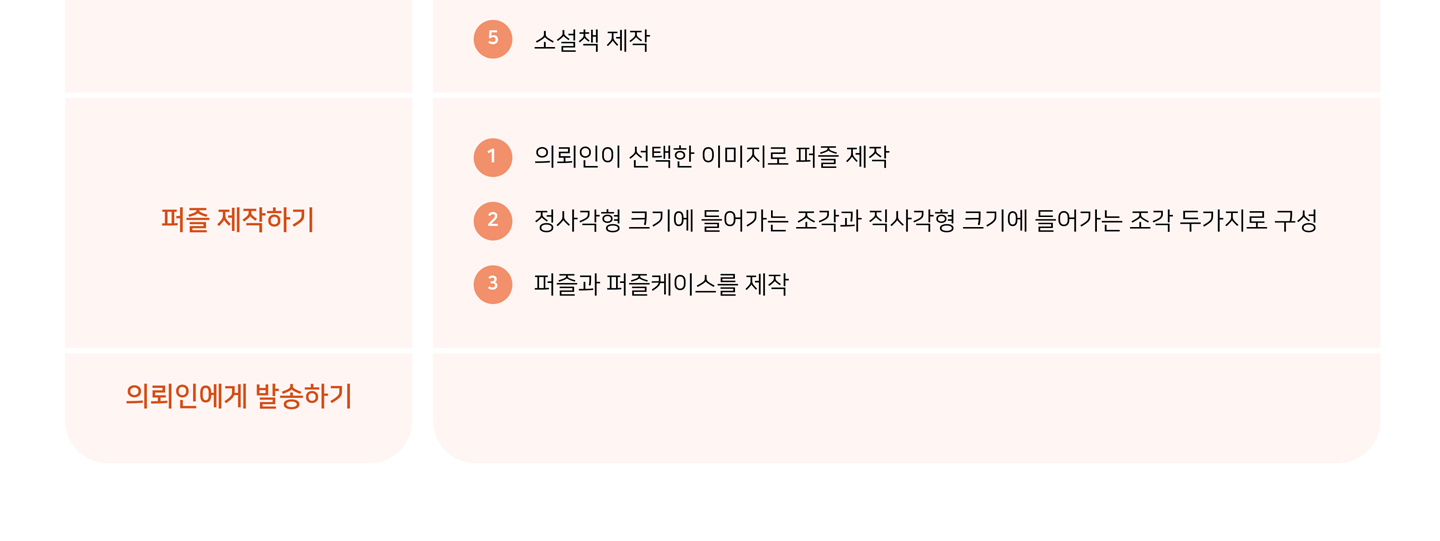 5 소설책 제작
퍼즐 제작하기
1 의뢰인이 선택한 이미지로 퍼즐 제작
2 정사각형 크기에 들어가는 조각과 직사각형 크기에 들어가는 조각 두가지로 구성
3 퍼즐과 퍼즐케이스를 제작
의뢰인에게 발송하기